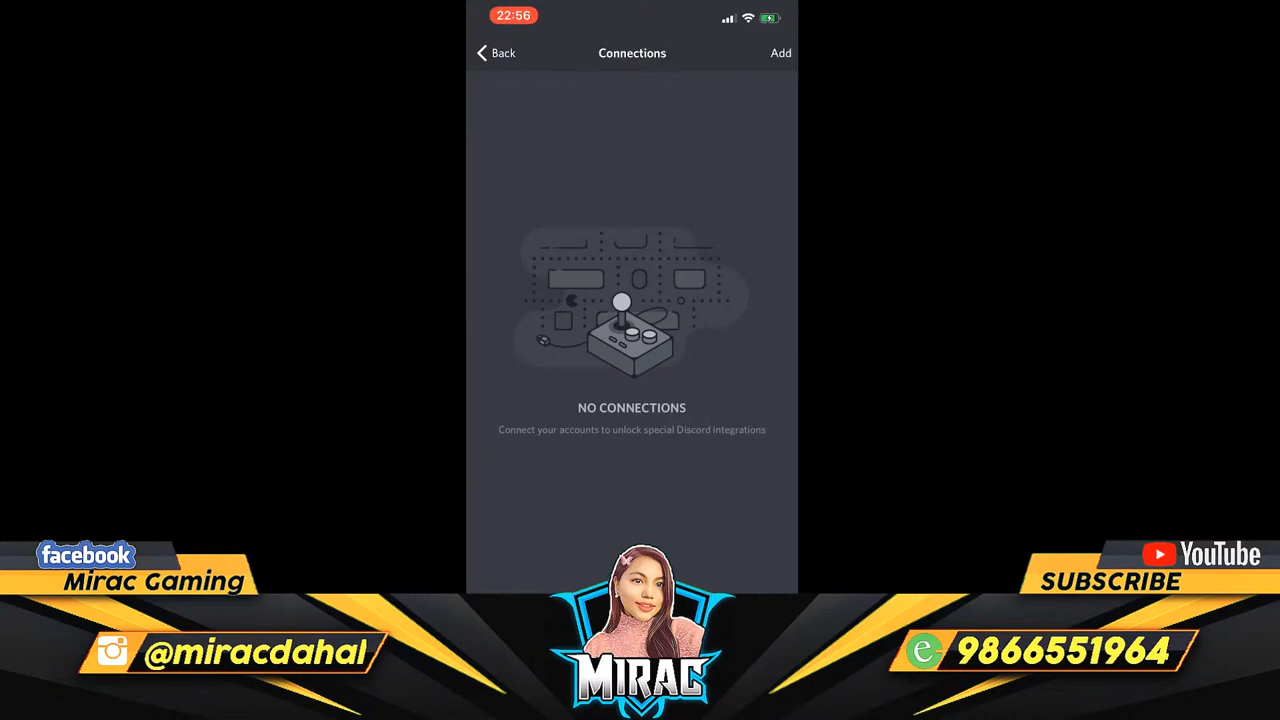 22:56
Back
Connections
Add
NO CONNECTIONS
Connect your accounts to unlock special Discord integrations
facebook
Mirac Gaming
@miracdahal
MIRAC
YouTube
SUBSCRIBE
e
9866551964